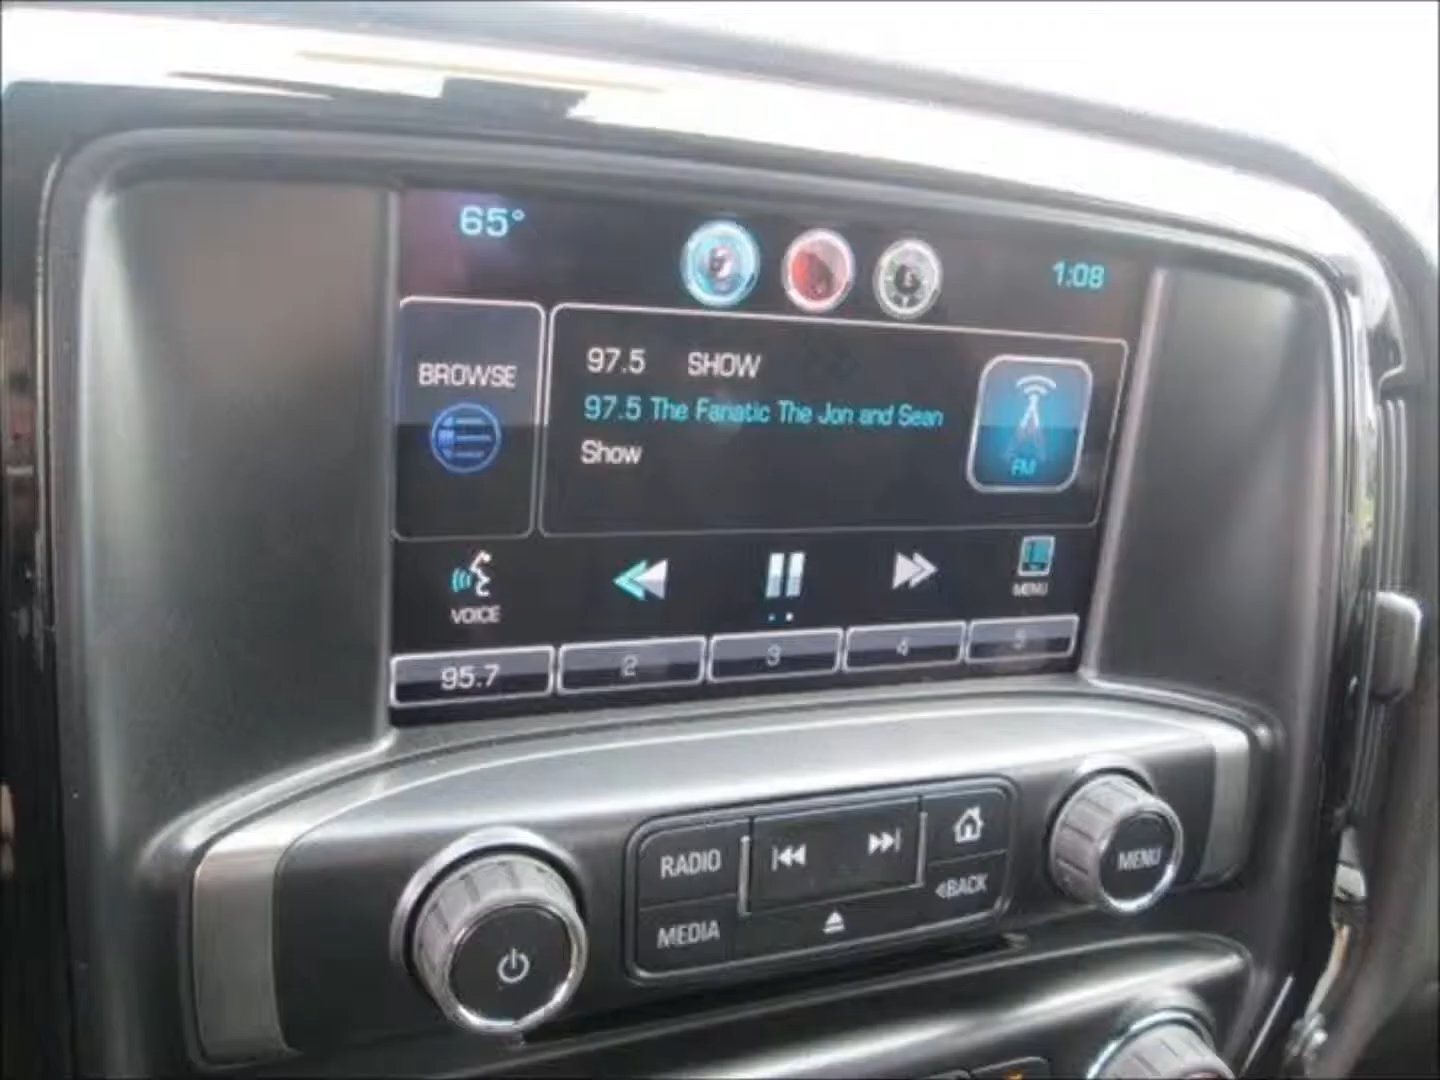 65°
1:08
BROWSE
97.5 SHOW
97.5 The Fanatic The Jon and Sean
Show
FM
VOICE
MENU
95.7 2 3 4 5
RADIO
MEDIA
BACK
MENU